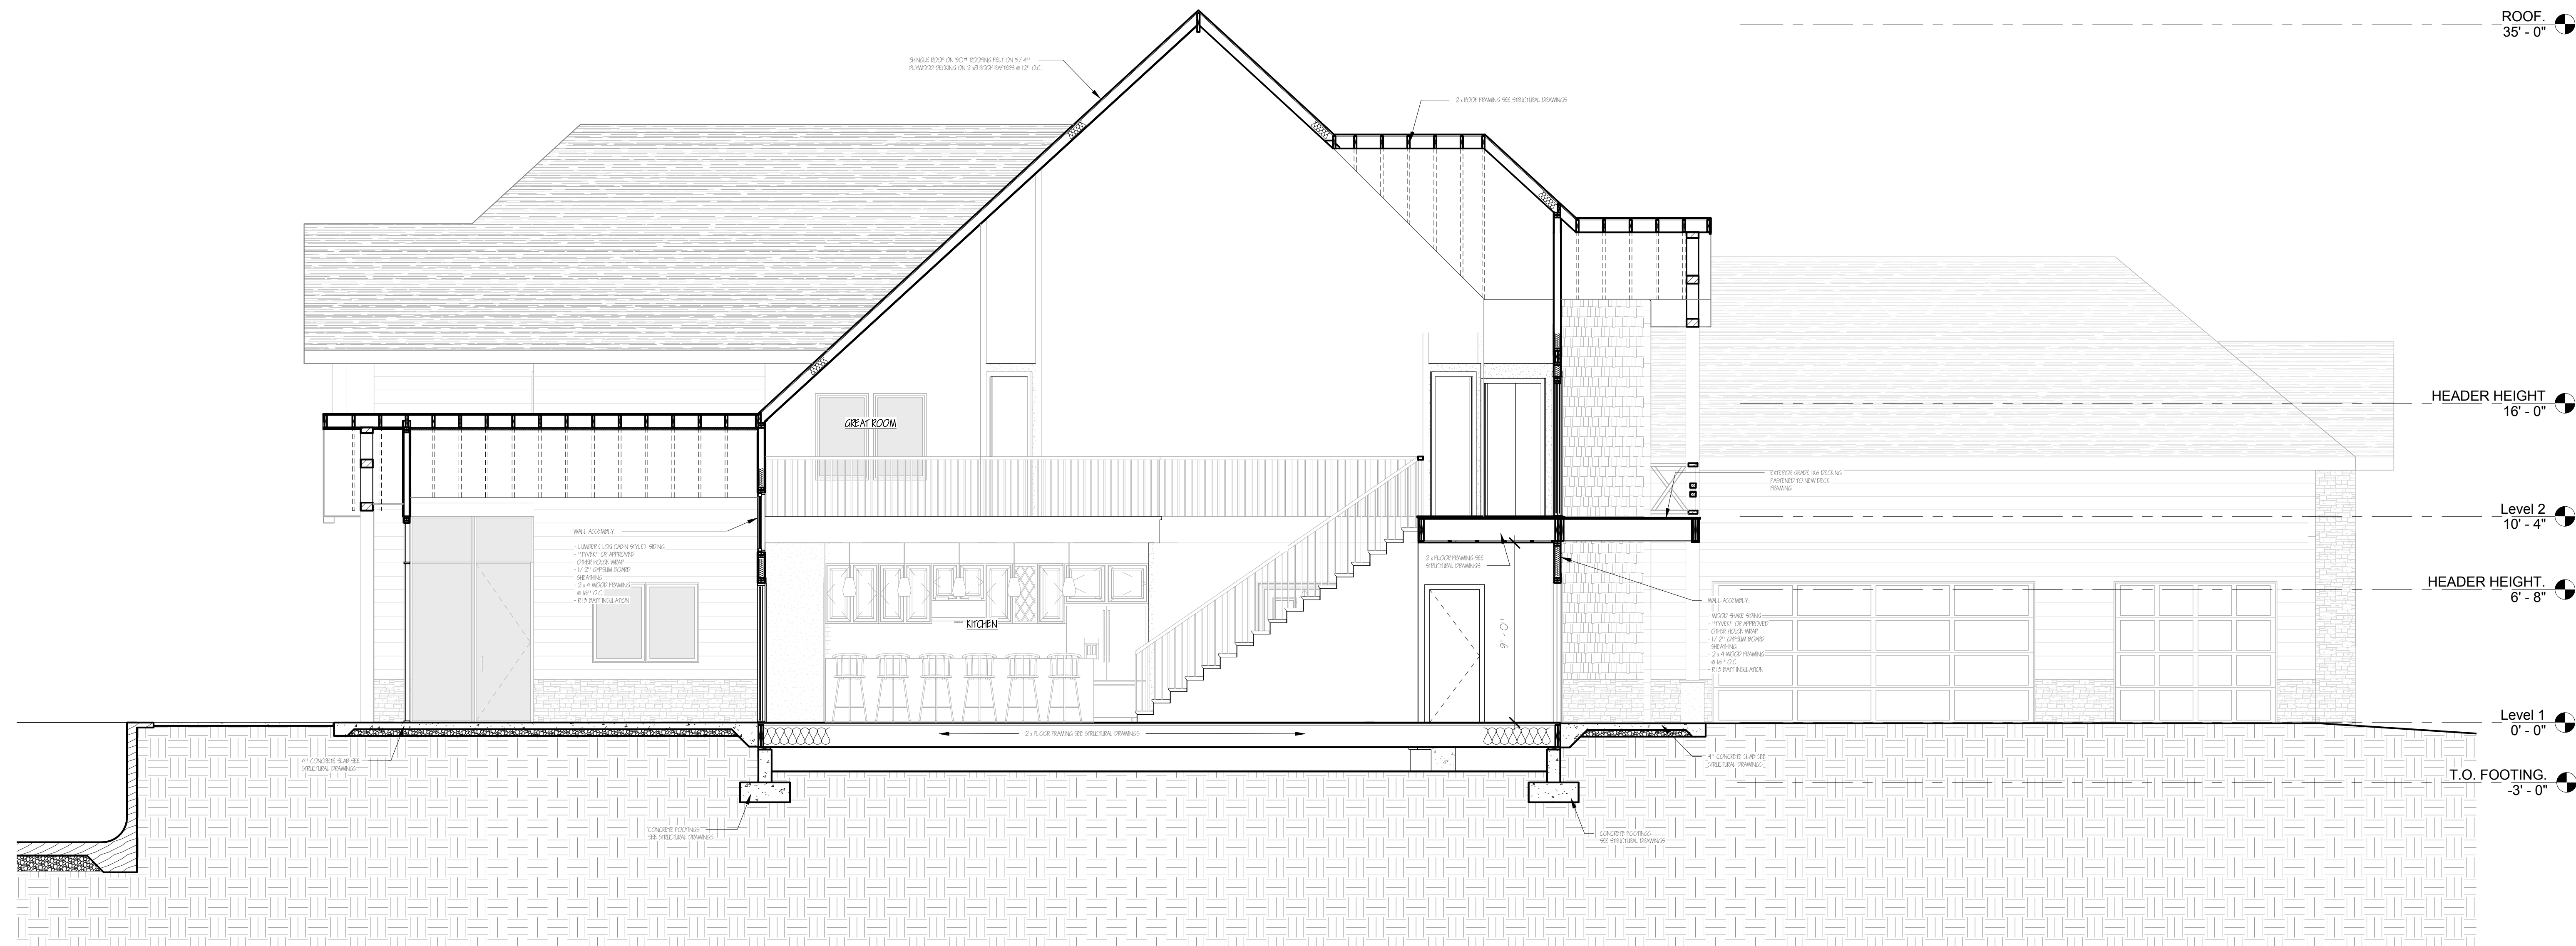 ROOF.
35' - 0"
SHINGLE ROOF ON 30# ROOFING FELT ON 3/4"
PLYWOOD DECKING ON 2 x8 ROOF RAFTERS @ 12" O.C.
2 x ROOF FRAMING SEE STRUCTURAL DRAWINGS
HEADER HEIGHT
16' - 0"
GREAT ROOM
EXTERIOR GRADE 5x6 DECKING
FASTENED TO NEW DECK
FRAMING
Level 2
10' - 4"
WALL ASSEMBLY:
- LUMBER (LOG CABIN STYLE) SIDING
- "TYVEK" OR APPROVED
OTHER HOUSE WRAP
- 1/2" GYPSUM BOARD
SHEATHING
- 2 x 4 WOOD FRAMING
@ 16" O.C.
- R 13 BATT INSULATION
2 x FLOOR FRAMING SEE
STRUCTURAL DRAWINGS
HEADER HEIGHT.
6' - 8"
WALL ASSEMBLY:
- WOOD SHAKE SIDING
- "TYVEK" OR APPROVED
OTHER HOUSE WRAP
- 1/2" GYPSUM BOARD
SHEATHING
- 2 x 4 WOOD FRAMING
@ 16" O.C.
- R 13 BATT INSULATION
KITCHEN
9' - 0"
Level 1
0' - 0"
2 x FLOOR FRAMING SEE STRUCTURAL DRAWINGS
4" CONCRETE SLAB SEE
STRUCTURAL DRAWINGS
4" CONCRETE SLAB SEE
STRUCTURAL DRAWINGS
T.O. FOOTING.
-3' - 0"
CONCRETE FOOTINGS
SEE STRUCTURAL DRAWINGS
CONCRETE FOOTINGS
SEE STRUCTURAL DRAWINGS